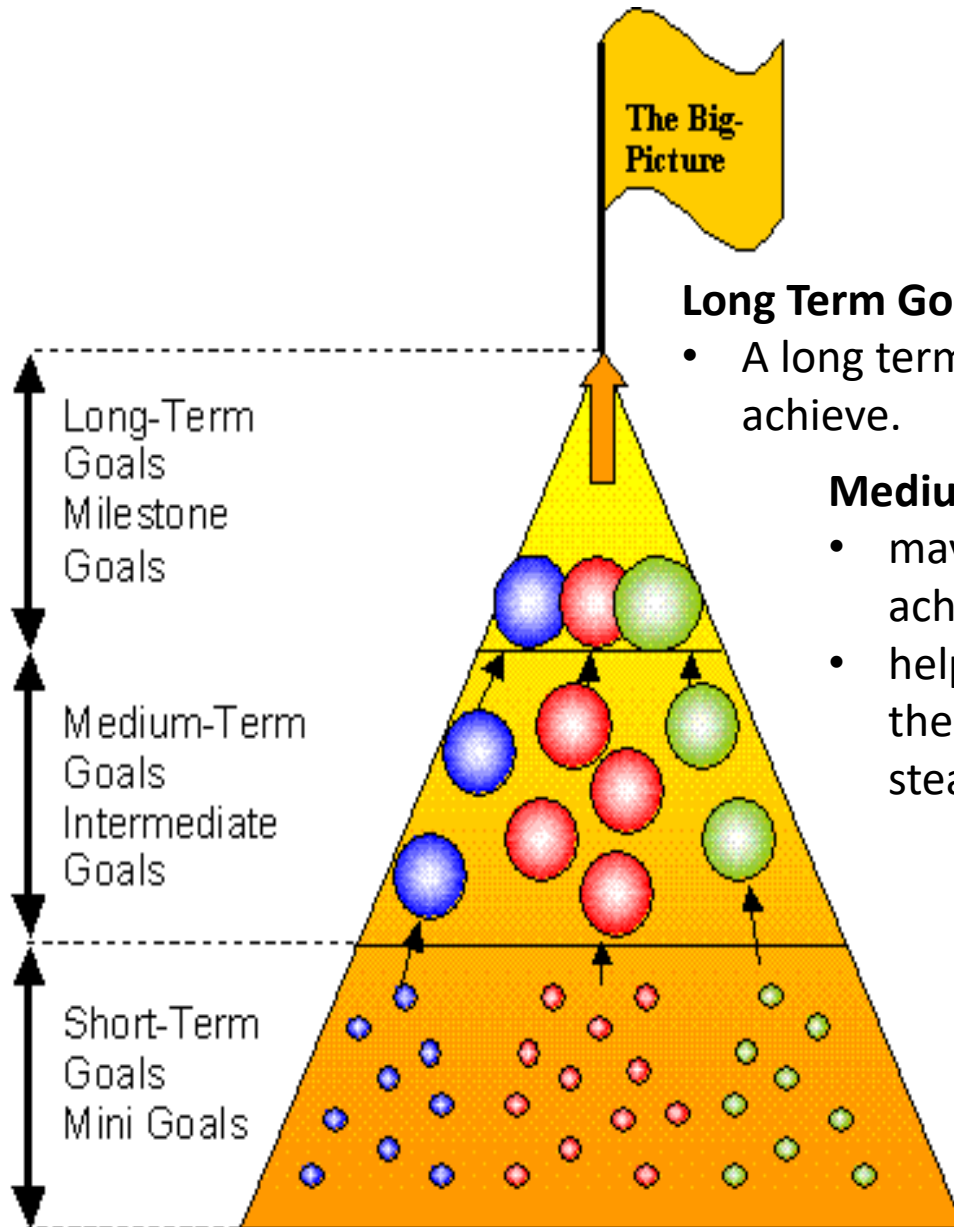 The Big-
Picture
Long Term Go
• A long term
achieve.
Mediu
• may
ach
• help
the
stea
Long-Term
Goals
Milestone
Goals
Medium-Term
Goals
Intermediate
Goals
Short-Term
Goals
Mini Goals